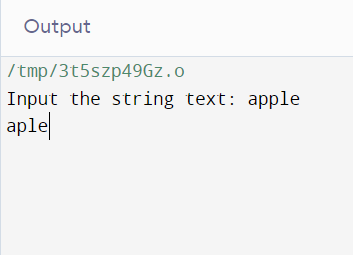 Output
/tmp/3t5szp49Gz.o
Input the string text: apple
aple